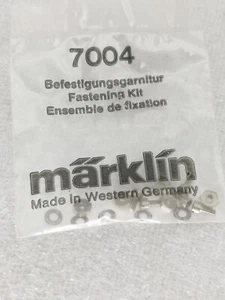 7004
Befestigungsgarnitur
Fastening Kit
Ensemble de fixation
märklin
Made in Western Germany